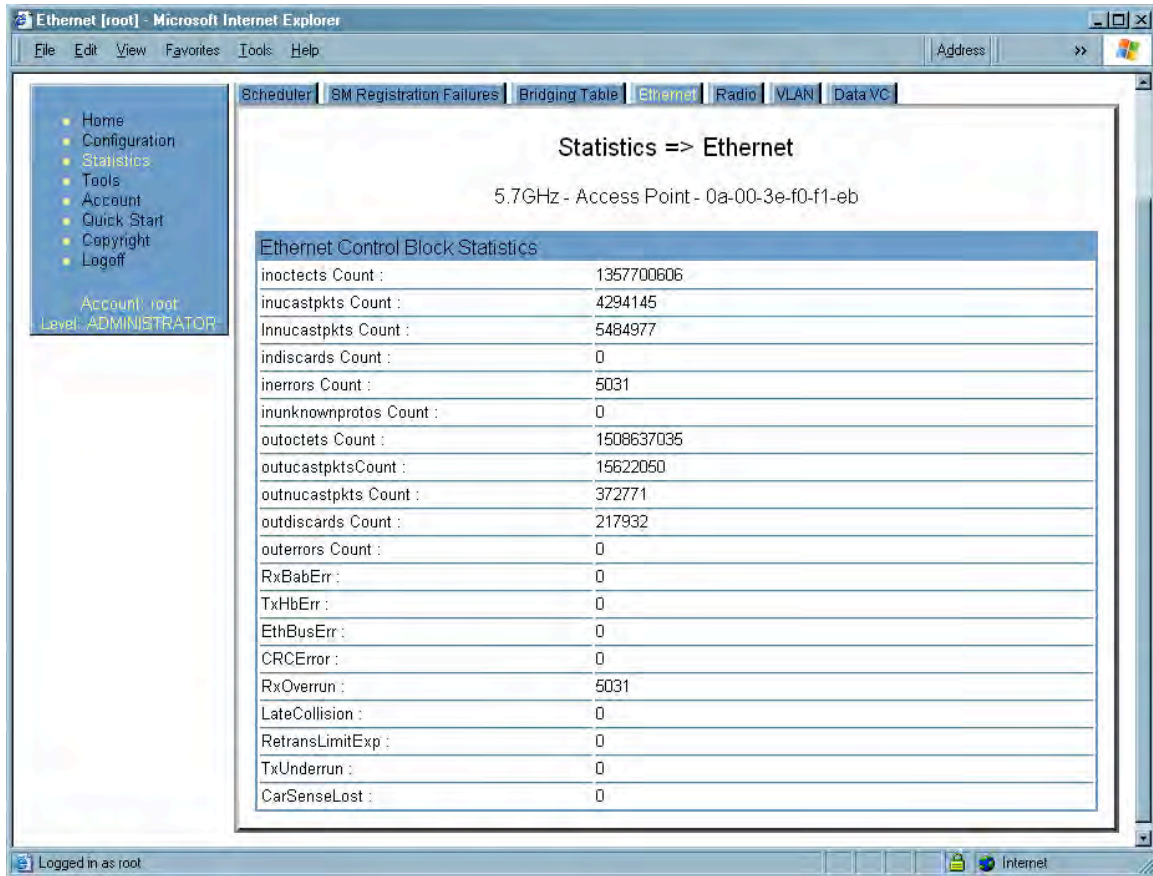 Ethernet [root] - Microsoft Internet Explorer
File Edit View Favorites Tools Help Address »
Scheduler SM Registration Failures Bridging Table Ethernet Radio VLAN Data VC
Home
Configuration
Statistics
Tools
Account
Quick Start
Copyright
Logoff
Account: root
Level: ADMINISTRATOR
Statistics => Ethernet
5.7GHz - Access Point - 0a-00-3e-f0-f1-eb
Ethernet Control Block Statistics
inoctects Count : 1357700606
inucastpkts Count : 4294145
Innucastpkts Count : 5484977
indiscards Count : 0
inerrors Count : 5031
inunknownprotos Count : 0
outoctets Count : 1508637035
outucastpktsCount : 15622050
outnucastpkts Count : 372771
outdiscards Count : 217932
outerrors Count : 0
RxBabErr : 0
TxHbErr : 0
EthBusErr : 0
CRCError : 0
RxOverrun : 5031
LateCollision : 0
RetransLimitExp : 0
TxUnderrun : 0
CarSenseLost : 0
Logged in as root Internet